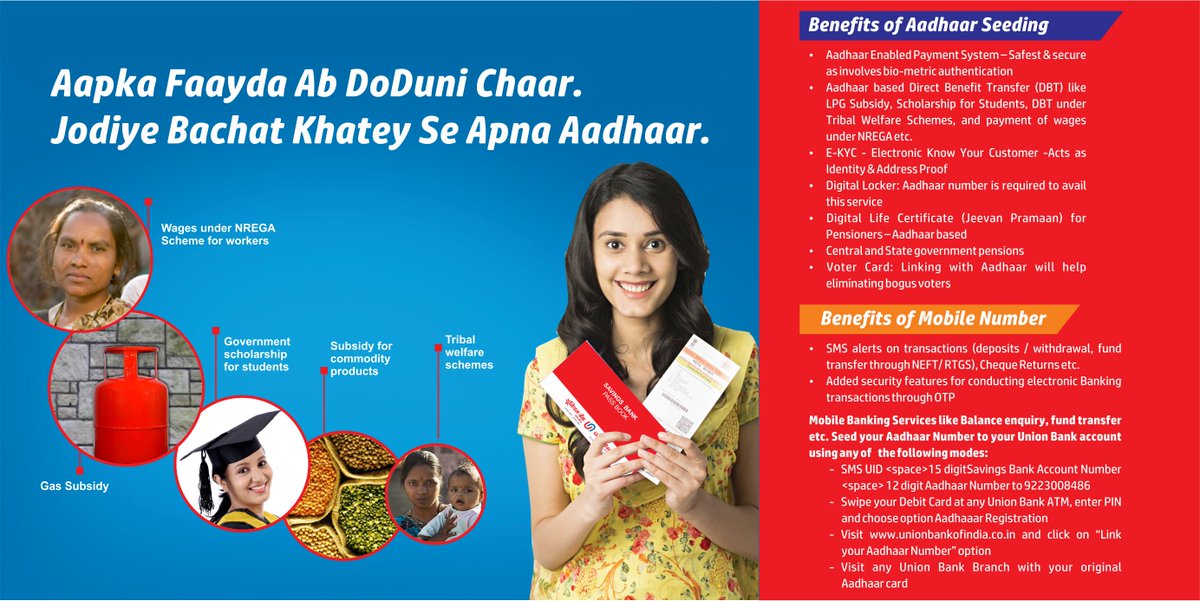 Aapka Faayda Ab DoDuni Chaar.
Jodiye Bachat Khatey Se Apna Aadhaar.
Wages under NREGA
Scheme for workers
Gas Subsidy
Government
scholarship
for students
Subsidy for
commodity
products
Tribal
welfare
schemes
SAVINGS BANK
PASS BOOK
Benefits of Aadhaar Seeding
• Aadhaar Enabled Payment System – Safest & secure
as involves bio-metric authentication
• Aadhaar based Direct Benefit Transfer (DBT) like
LPG Subsidy, Scholarship for Students, DBT under
Tribal Welfare Schemes, and payment of wages
under NREGA etc.
• E-KYC - Electronic Know Your Customer -Acts as
Identity & Address Proof
• Digital Locker: Aadhaar number is required to avail
this service
• Digital Life Certificate (Jeevan Pramaan) for
Pensioners – Aadhaar based
• Central and State government pensions
• Voter Card: Linking with Aadhaar will help
eliminating bogus voters
Benefits of Mobile Number
• SMS alerts on transactions (deposits / withdrawal, fund
transfer through NEFT/ RTGS), Cheque Returns etc.
• Added security features for conducting electronic Banking
transactions through OTP
Mobile Banking Services like Balance enquiry, fund transfer
etc. Seed your Aadhaar Number to your Union Bank account
using any of the following modes:
- SMS UID <space>15 digitSavings Bank Account Number
<space> 12 digit Aadhaar Number to 9223008486
- Swipe your Debit Card at any Union Bank ATM, enter PIN
and choose option Aadhaaar Registration
- Visit www.unionbankofindia.co.in and click on “Link
your Aadhaar Number” option
- Visit any Union Bank Branch with your original
Aadhaar card